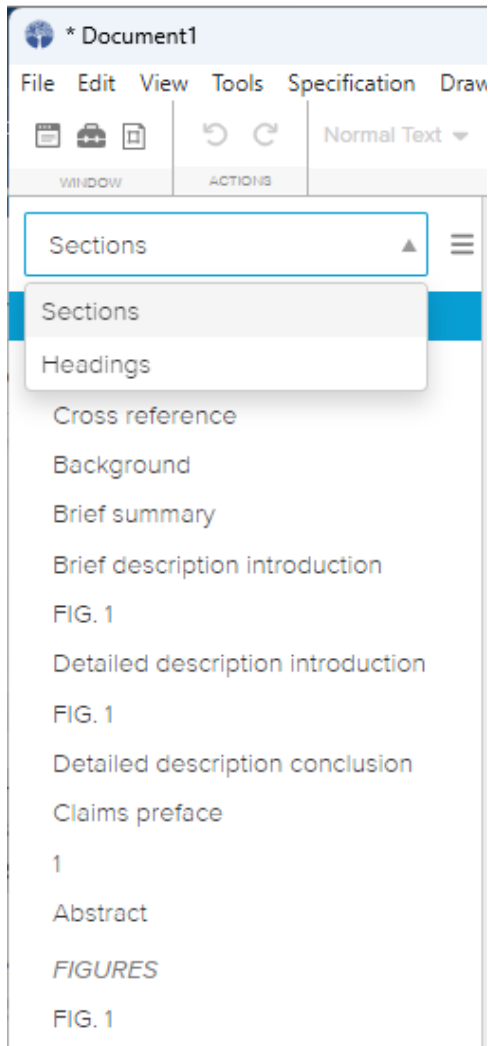 * Document1
File Edit View Tools Specification Draw
Normal Text
WINDOW ACTIONS
Sections
Sections
Headings
Cross reference
Background
Brief summary
Brief description introduction
FIG. 1
Detailed description introduction
FIG. 1
Detailed description conclusion
Claims preface
1
Abstract
FIGURES
FIG. 1